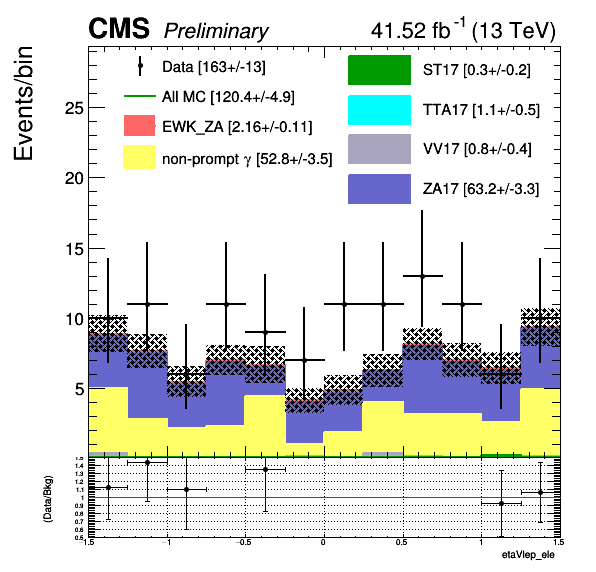 CMS Preliminary 41.52 fb⁻¹ (13 TeV)
Events/bin
Data [163+/-13]
All MC [120.4+/-4.9]
EWK_ZA [2.16+/-0.11]
non-prompt γ [52.8+/-3.5]
ST17 [0.3+/-0.2]
TTA17 [1.1+/-0.5]
VV17 [0.8+/-0.4]
ZA17 [63.2+/-3.3]
25
20
15
10
5
(Data/Bkg)
1.5
1.4
1.3
1.2
1.1
1
0.9
0.8
0.7
0.6
0.5
-1.5 -1 -0.5 0 0.5 1 1.5
etaVlep_ele